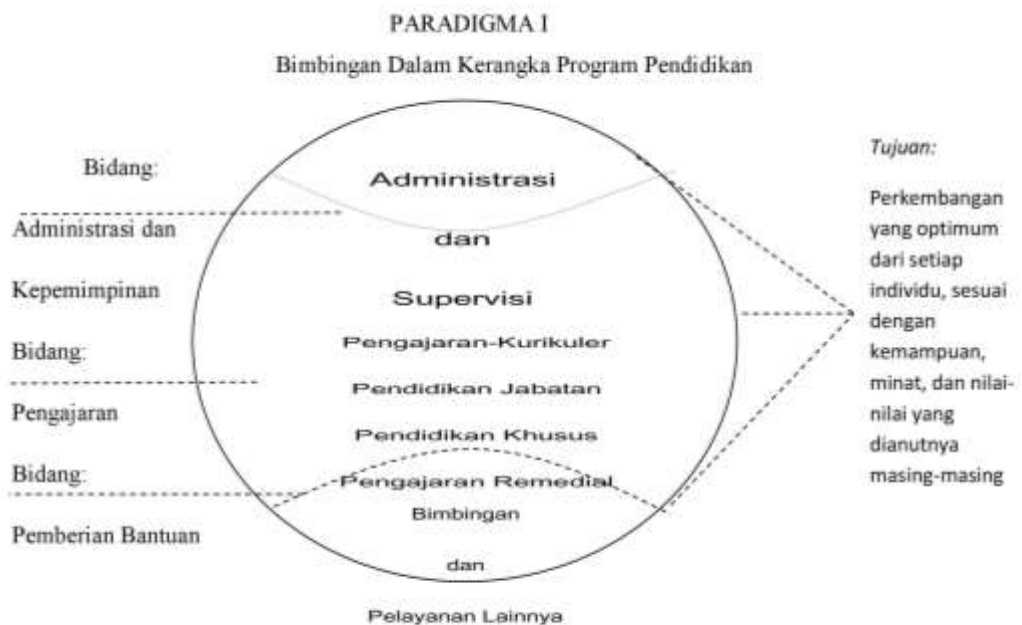 PARADIGMA I
Bimbingan Dalam Kerangka Program Pendidikan
Bidang:
Administrasi dan
Kepemimpinan
Bidang:
Pengajaran
Bidang:
Pemberian Bantuan
Administrasi
dan
Supervisi
Pengajaran-Kurikuler
Pendidikan Jabatan
Pendidikan Khusus
Pengajaran Remedial
Bimbingan
dan
Pelayanan Lainnya
Tujuan:
Perkembangan
yang optimum
dari setiap
individu, sesuai
dengan
kemampuan,
minat, dan nilai-
nilai yang
dianutnya
masing-masing